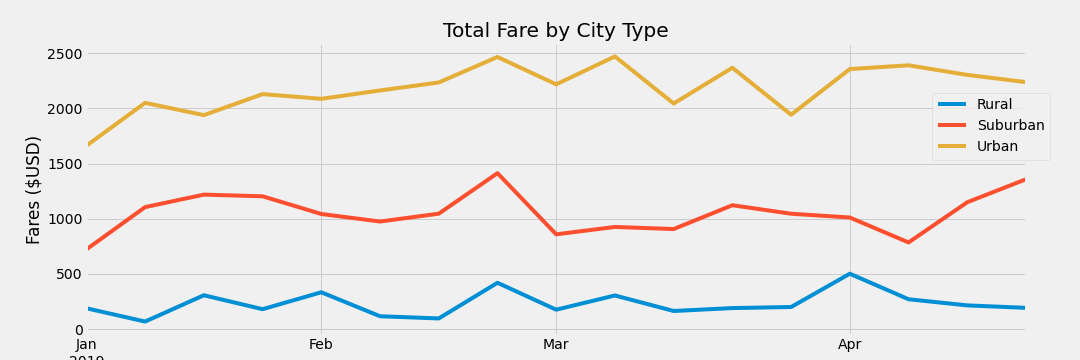 Total Fare by City Type
Fares ($USD)
2500
2000
1500
1000
500
0
Rural
Suburban
Urban
Jan Feb Mar Apr
2019